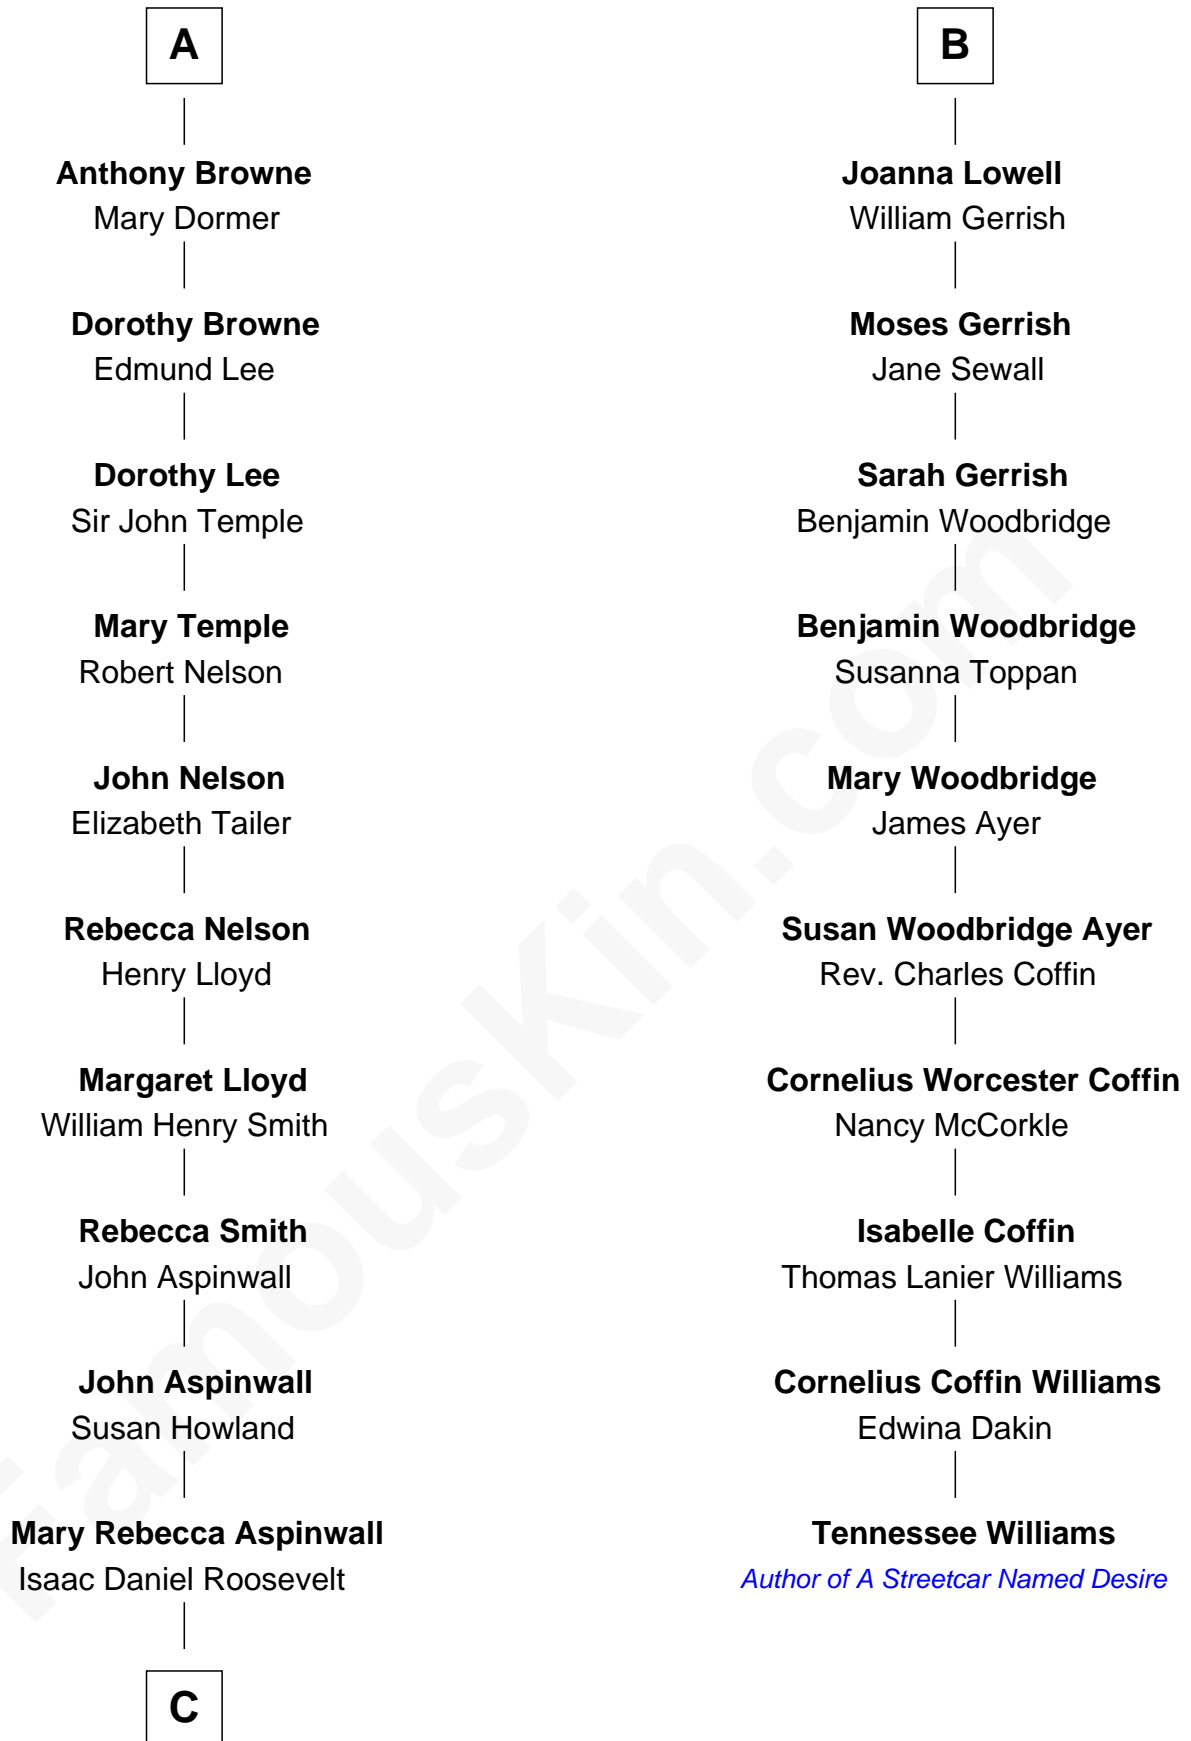 A
Anthony Browne
Mary Dormer
Dorothy Browne
Edmund Lee
Dorothy Lee
Sir John Temple
Mary Temple
Robert Nelson
John Nelson
Elizabeth Tailer
Rebecca Nelson
Henry Lloyd
Margaret Lloyd
William Henry Smith
Rebecca Smith
John Aspinwall
John Aspinwall
Susan Howland
Mary Rebecca Aspinwall
Isaac Daniel Roosevelt
C
B
Joanna Lowell
William Gerrish
Moses Gerrish
Jane Sewall
Sarah Gerrish
Benjamin Woodbridge
Benjamin Woodbridge
Susanna Toppan
Mary Woodbridge
James Ayer
Susan Woodbridge Ayer
Rev. Charles Coffin
Cornelius Worcester Coffin
Nancy McCorkle
Isabelle Coffin
Thomas Lanier Williams
Cornelius Coffin Williams
Edwina Dakin
Tennessee Williams
Author of A Streetcar Named Desire
FamousKin.com